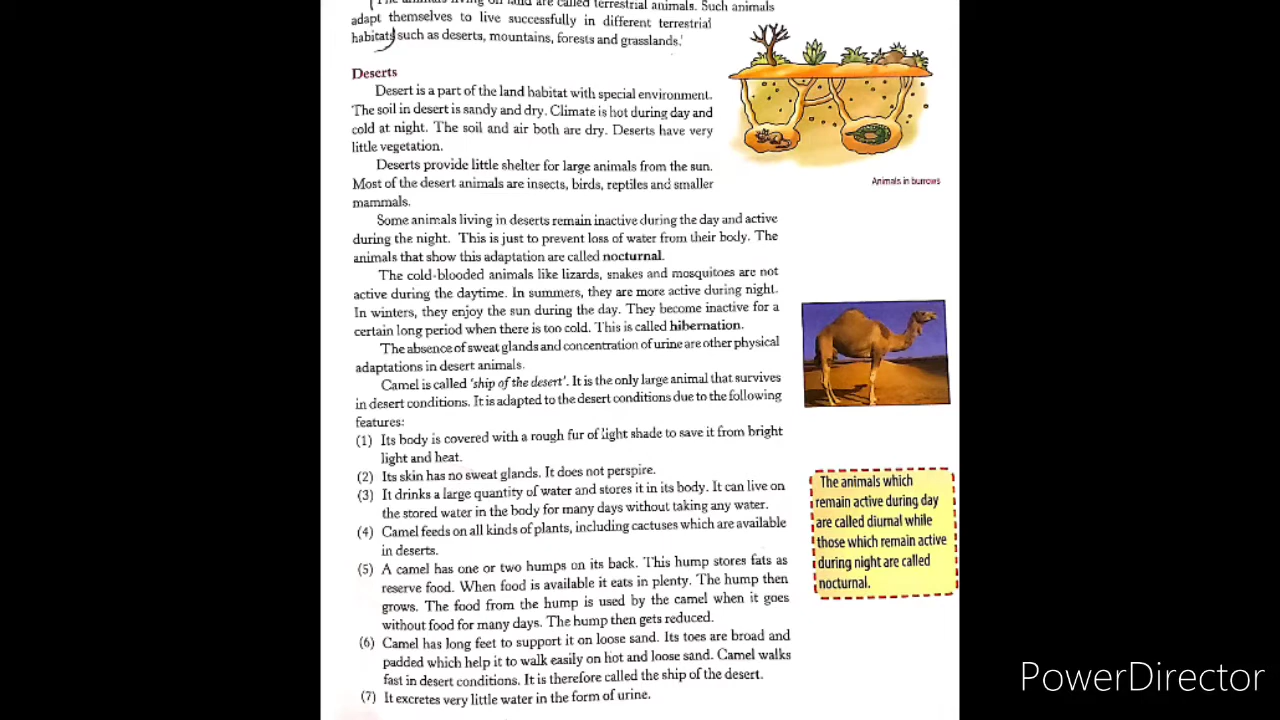 The animals living on land are called terrestrial animals. Such animals
adapt themselves to live successfully in different terrestrial
habitats such as deserts, mountains, forests and grasslands.'
Deserts
Desert is a part of the land habitat with special environment.
The soil in desert is sandy and dry. Climate is hot during day and
cold at night. The soil and air both are dry. Deserts have very
little vegetation.
Deserts provide little shelter for large animals from the sun.
Most of the desert animals are insects, birds, reptiles and smaller
mammals.
Animals in burrows
Some animals living in deserts remain inactive during the day and active
during the night. This is just to prevent loss of water from their body. The
animals that show this adaptation are called nocturnal.
The cold-blooded animals like lizards, snakes and mosquitoes are not
active during the daytime. In summers, they are more active during night.
In winters, they enjoy the sun during the day. They become inactive for a
certain long period when there is too cold. This is called hibernation.
The absence of sweat glands and concentration of urine are other physical
adaptations in desert animals.
Camel is called 'ship of the desert'. It is the only large animal that survives
in desert conditions. It is adapted to the desert conditions due to the following
features:
(1) Its body is covered with a rough fur of light shade to save it from bright
light and heat.
(2) Its skin has no sweat glands. It does not perspire.
(3) It drinks a large quantity of water and stores it in its body. It can live on
the stored water in the body for many days without taking any water.
(4) Camel feeds on all kinds of plants, including cactuses which are available
in deserts.
(5) A camel has one or two humps on its back. This hump stores fats as
reserve food. When food is available it eats in plenty. The hump then
grows. The food from the hump is used by the camel when it goes
without food for many days. The hump then gets reduced.
(6) Camel has long feet to support it on loose sand. Its toes are broad and
padded which help it to walk easily on hot and loose sand. Camel walks
fast in desert conditions. It is therefore called the ship of the desert.
(7) It excretes very little water in the form of urine.
The animals which
remain active during day
are called diurnal while
those which remain active
during night are called
nocturnal.
PowerDirector